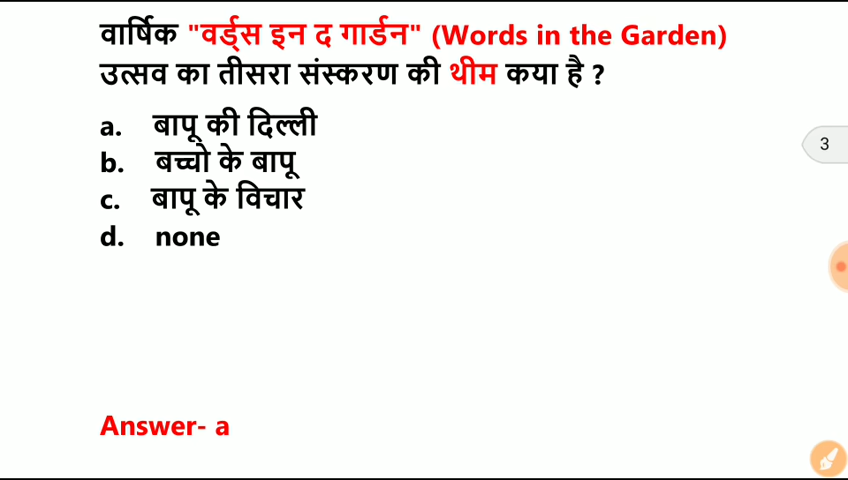 वार्षिक "वर्ड्स इन द गार्डन" (Words in the Garden)
उत्सव का तीसरा संस्करण की थीम कया है ?
a. बापू की दिल्ली
b. बच्चो के बापू
c. बापू के विचार
d. none
3
Answer- a